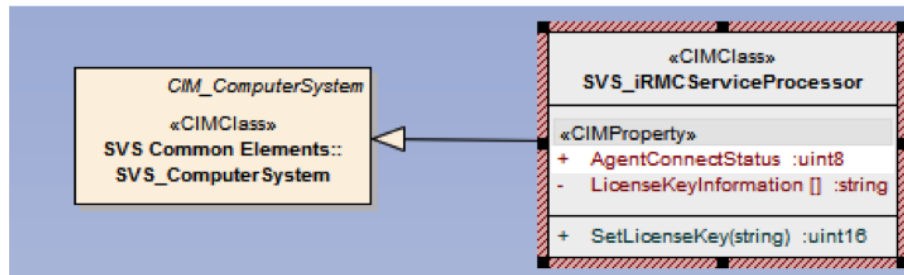 CIM_ComputerSystem
«CIMClass»
SVS Common Elements::
SVS_ComputerSystem
«CIMClass»
SVS_iRMCServiceProcessor
«CIMProperty»
+ AgentConnectStatus :uint8
- LicenseKeyInformation [] :string
+ SetLicenseKey(string) :uint16